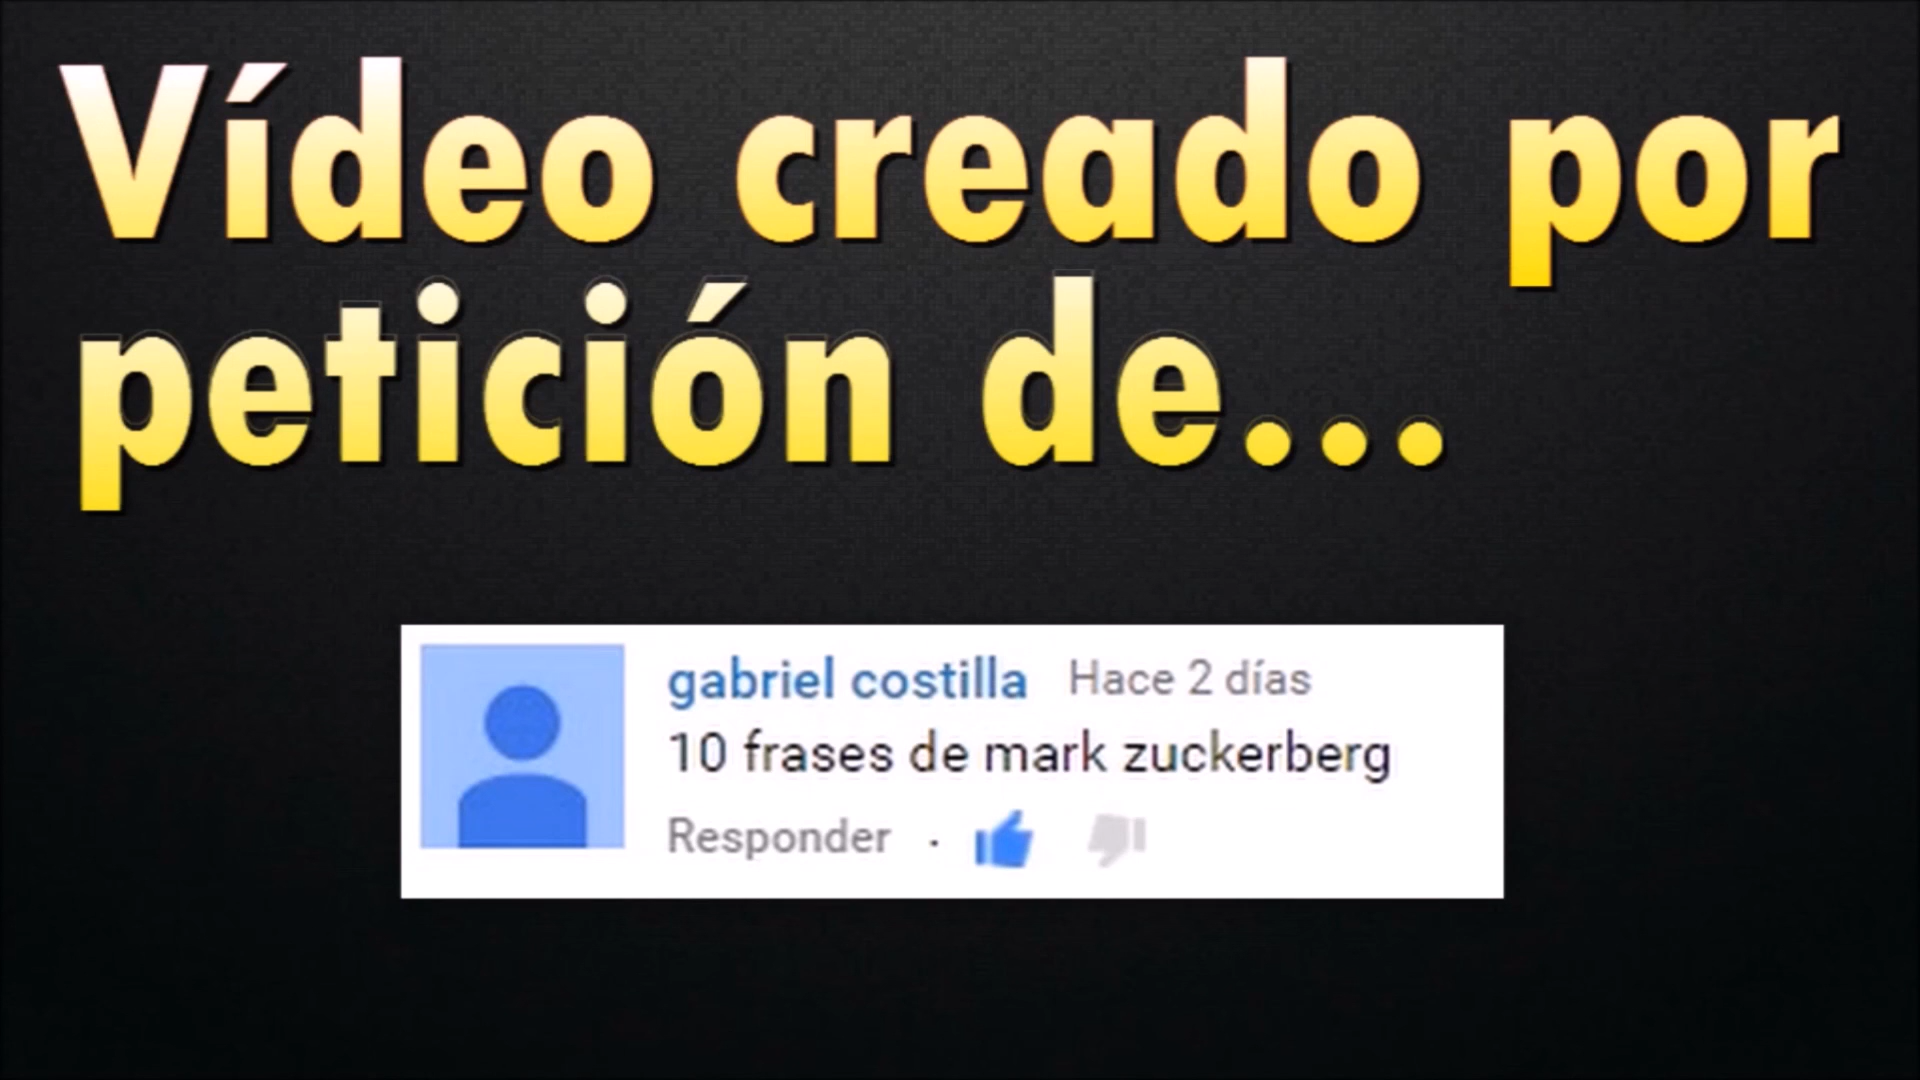 Vídeo creado por
petición de...
gabriel costilla Hace 2 días
10 frases de mark zuckerberg
Responder ·